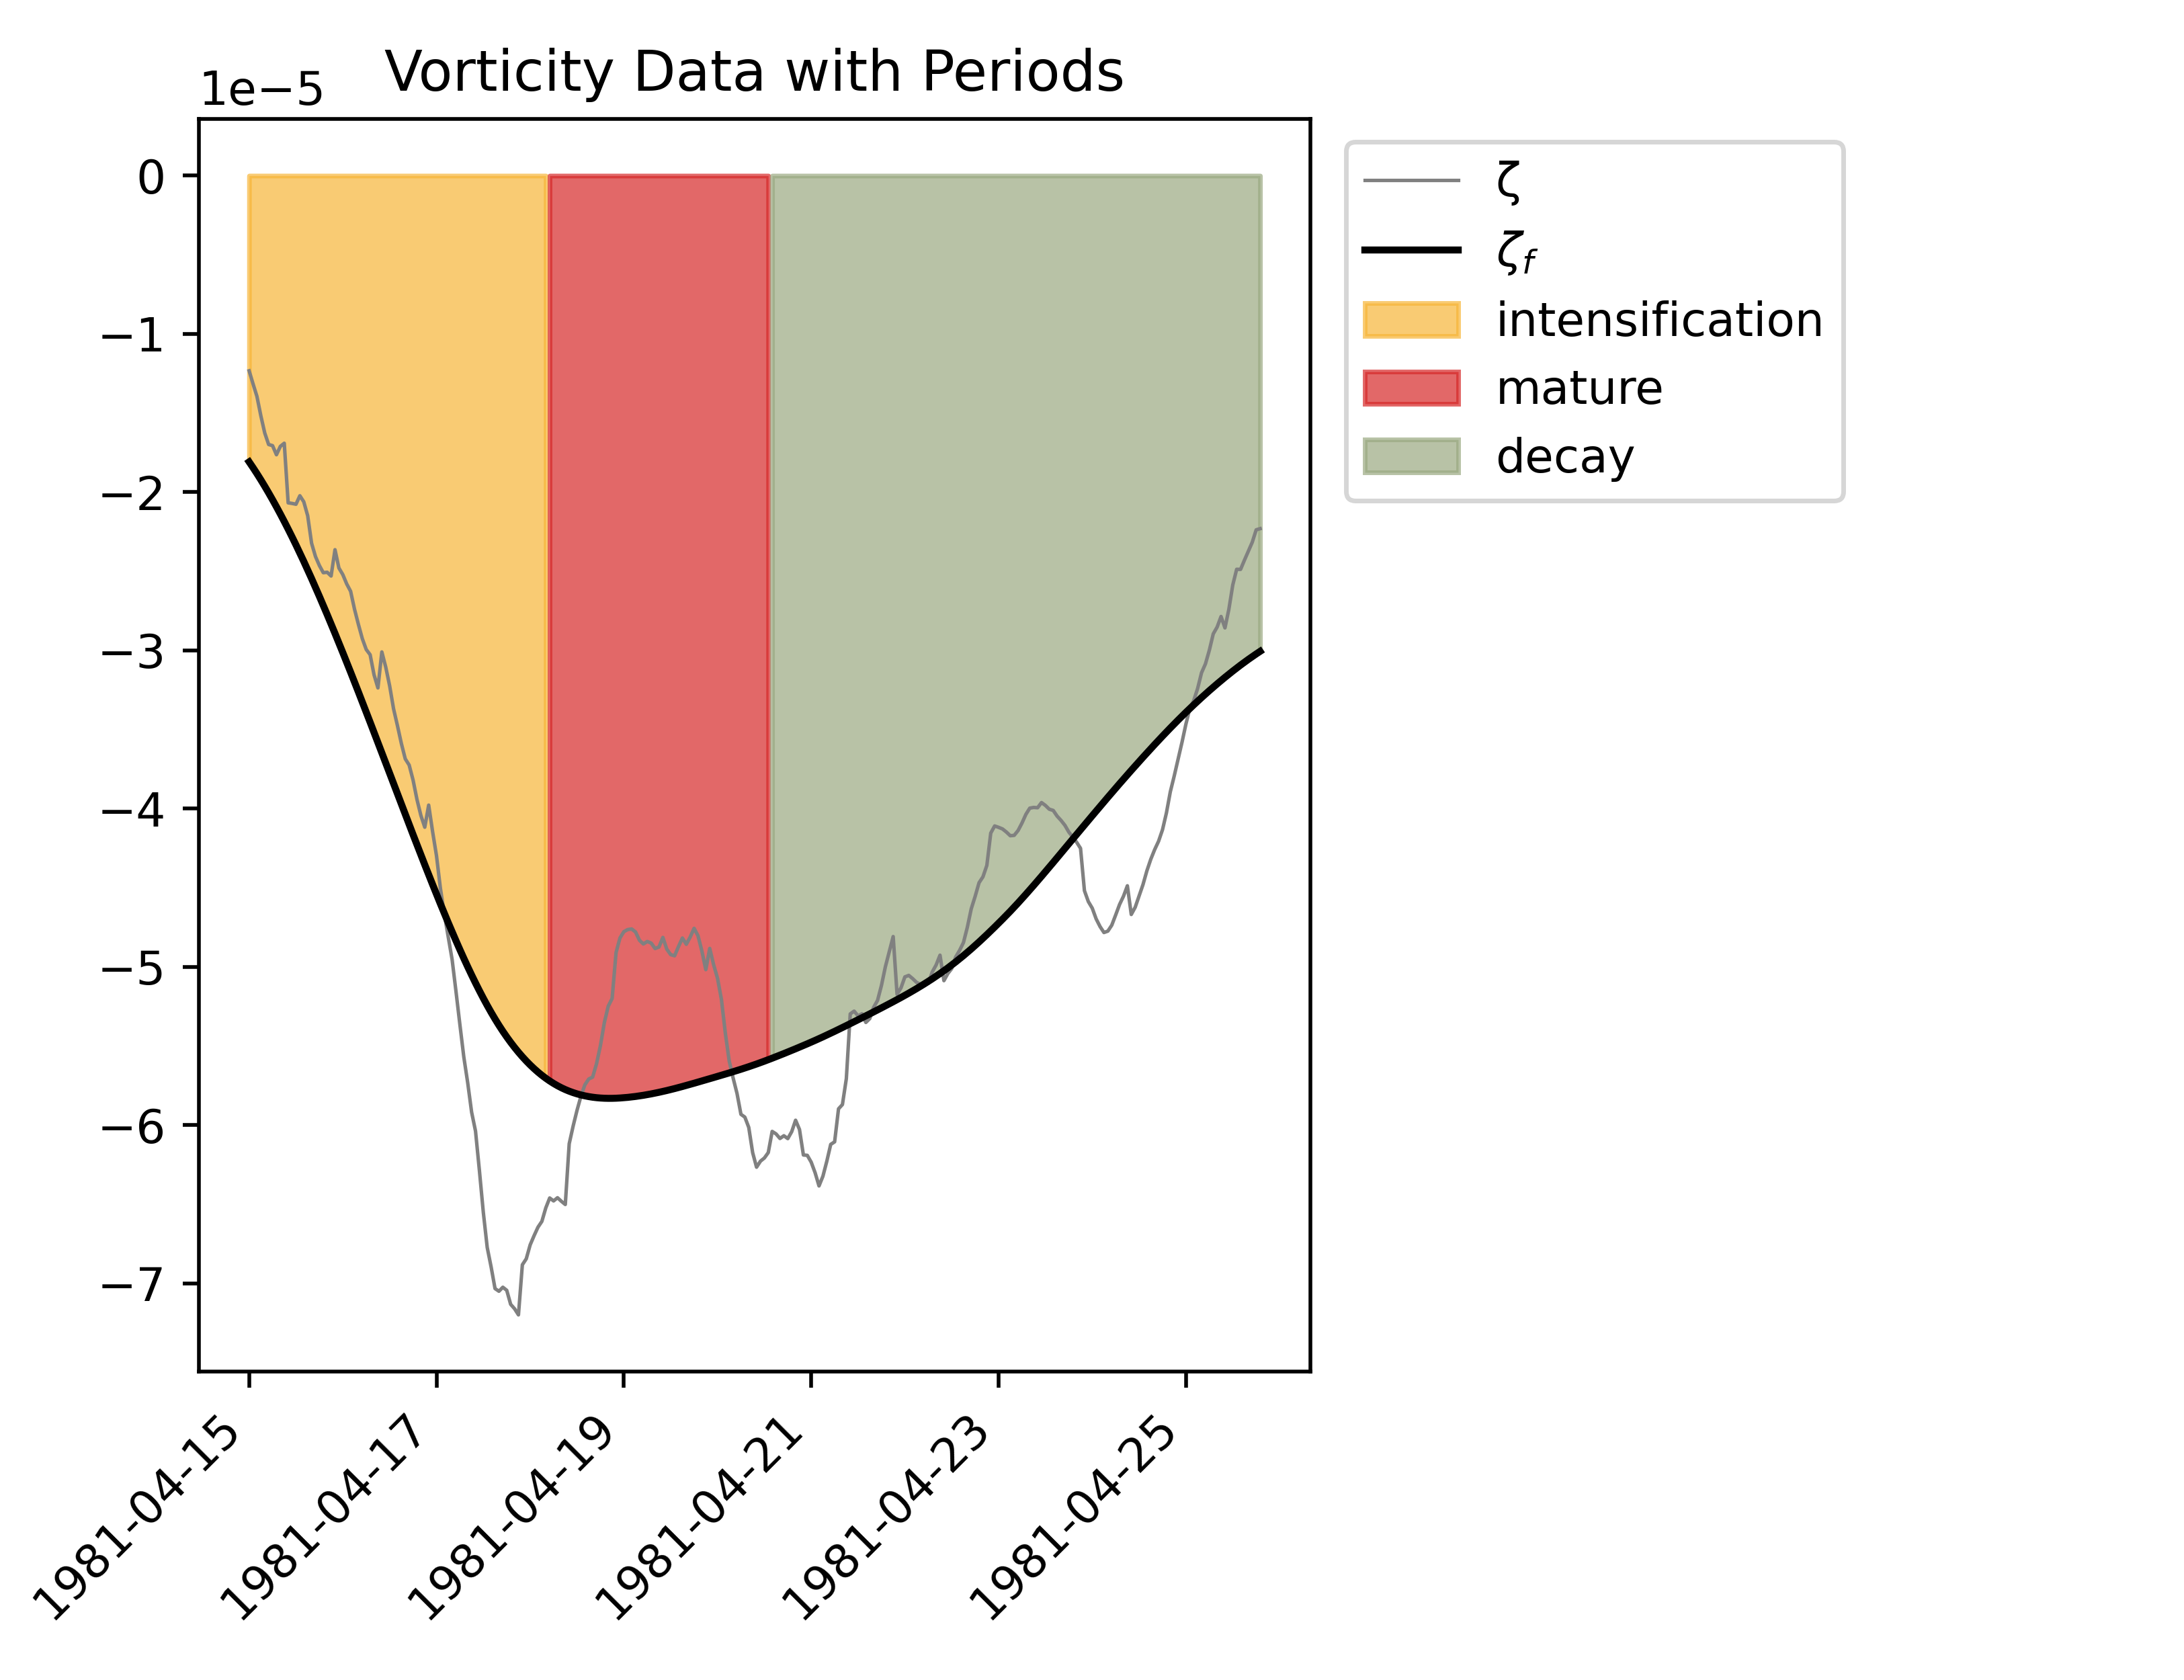 Vorticity Data with Periods
1e−5
0
−1
−2
−3
−4
−5
−6
−7
1981-04-15
1981-04-17
1981-04-19
1981-04-21
1981-04-23
1981-04-25
ζ
ζf
intensification
mature
decay